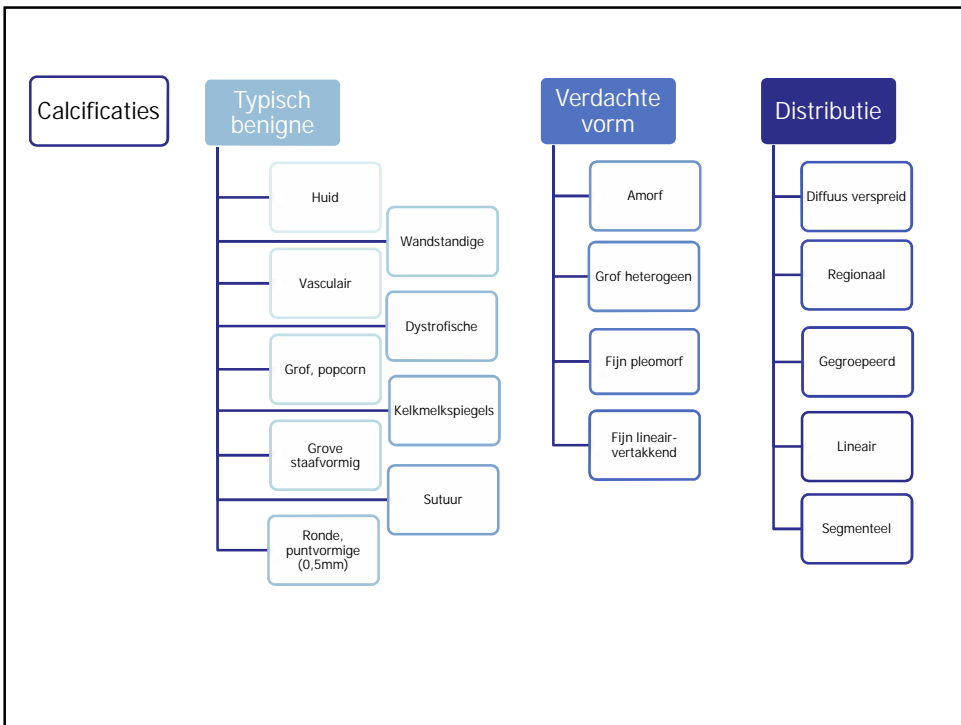 Calcificaties
Typisch
benigne
Huid
Wandstandige
Vasculair
Dystrofische
Grof, popcorn
Kelkmelkspiegels
Grove
staafvormig
Sutuur
Ronde,
puntvormige
(0,5mm)
Verdachte
vorm
Amorf
Grof heterogeen
Fijn pleomorf
Fijn lineair-
vertakkend
Distributie
Diffuus verspreid
Regionaal
Gegroepeerd
Lineair
Segmenteel